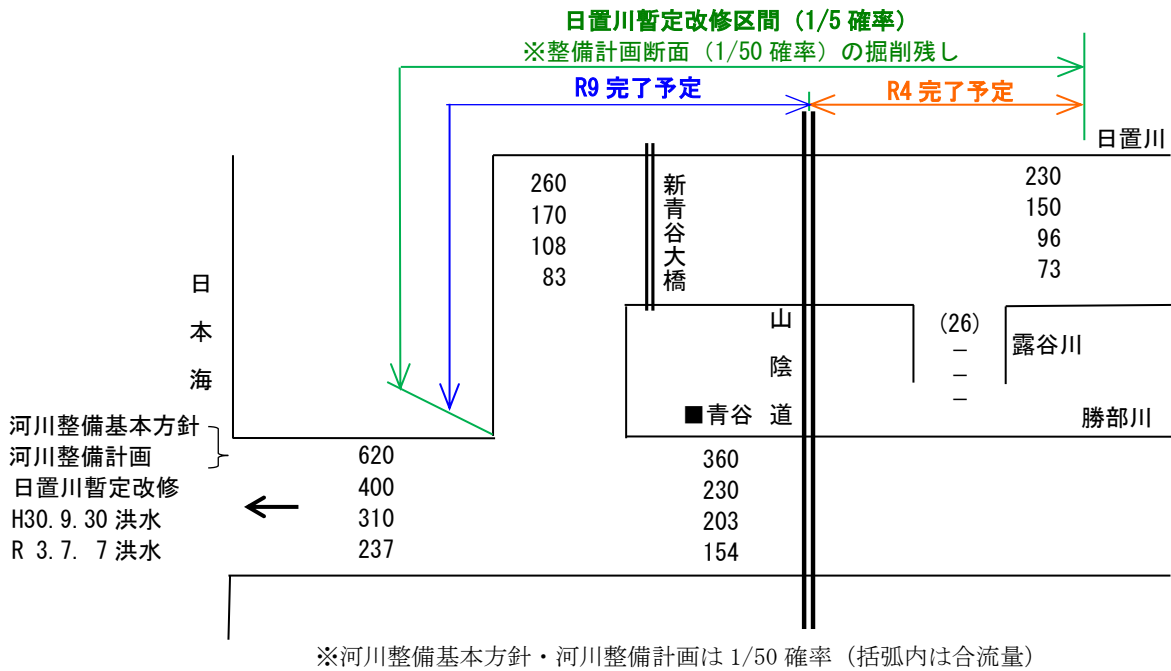 日置川暫定改修区間（1/5 確率）
※整備計画断面（1/50 確率）の掘削残し
R9 完了予定
R4 完了予定
日置川
260
170
108
83
新青谷大橋
230
150
96
73
日本海
山陰道
(26)
－
－
－
露谷川
■青谷
勝部川
河川整備基本方針
河川整備計画
620
360
日置川暫定改修
400
230
H30. 9. 30 洪水
310
203
R 3. 7. 7 洪水
237
154
※河川整備基本方針・河川整備計画は 1/50 確率（括弧内は合流量）